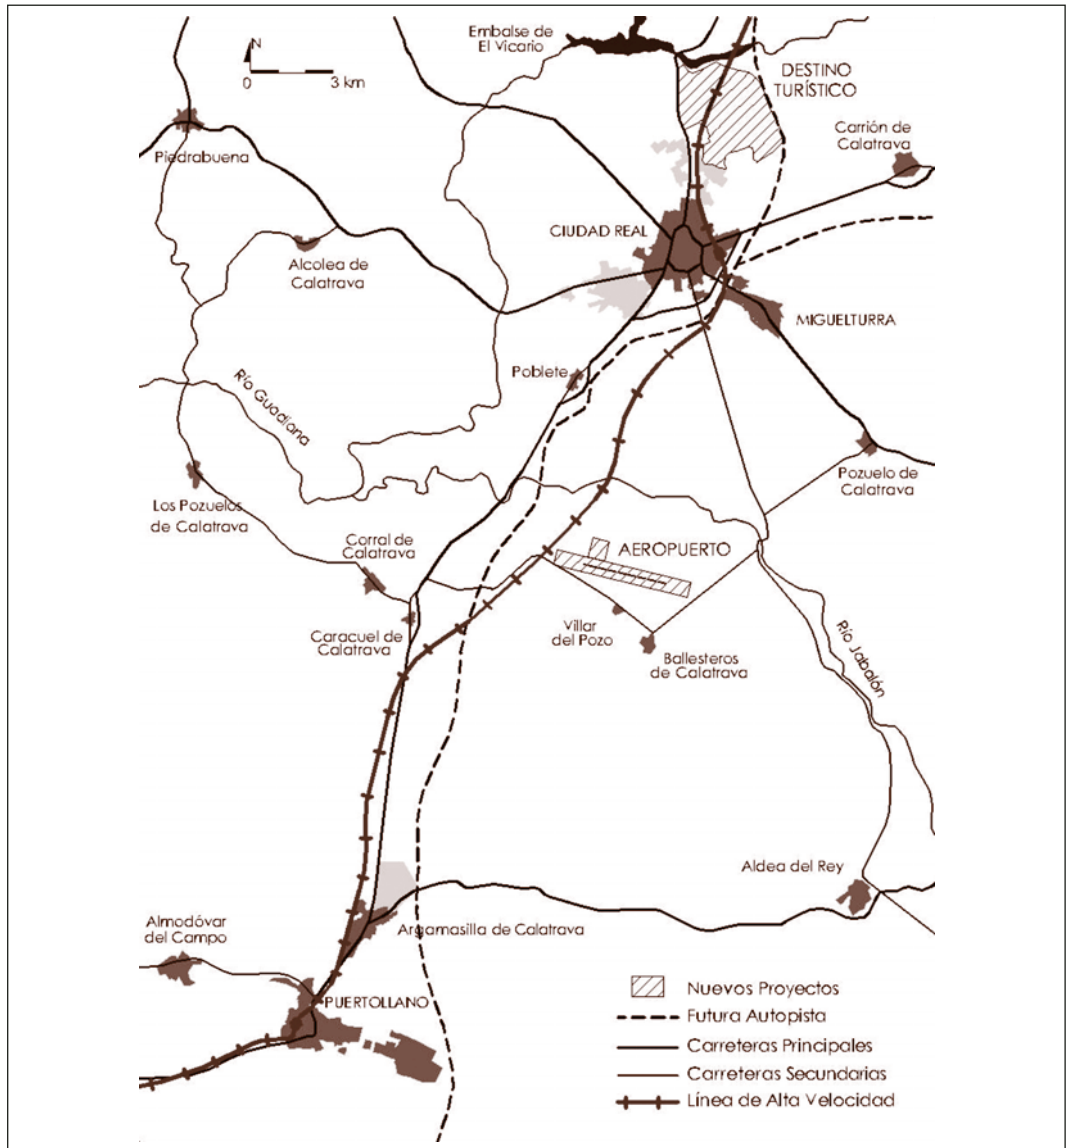 Embalse de
El Vicario
N
0 3 km
DESTINO
TURÍSTICO
Carrión de
Calatrava
Piedrabuena
CIUDAD REAL
Alcolea de
Calatrava
MIGUELTURRA
Poblete
Río Guadiana
Pozuelo de
Calatrava
Los Pozuelos
de Calatrava
Corral de
Calatrava
AEROPUERTO
Caracuel de
Calatrava
Villar
del Pozo
Ballesteros
de Calatrava
Río Jabalón
Aldea del Rey
Almodóvar
del Campo
Argamasilla de Calatrava
PUERTOLLANO
Nuevos Proyectos
Futura Autopista
Carreteras Principales
Carreteras Secundarias
Línea de Alta Velocidad